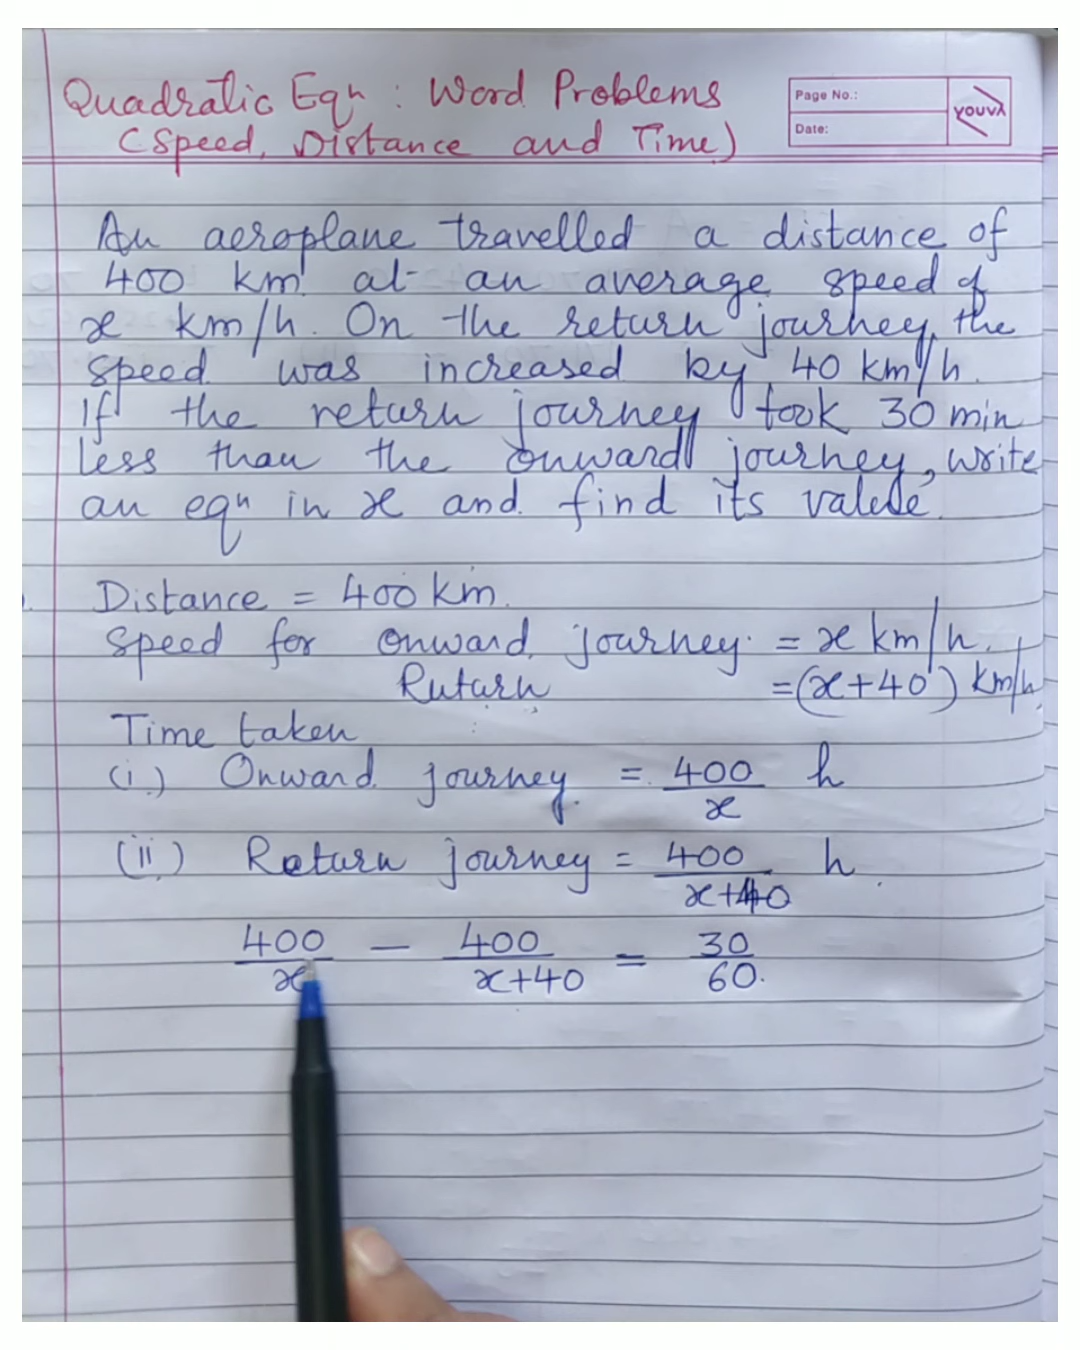 Quadratic Eqn : Word Problems
(Speed, Distance and Time)
Page No.:
Date:
YOUVA
An aeroplane travelled a distance of
400 km at an average speed of
x km/h. On the return journey, the
speed was increased by 40 km/h.
If the return journey took 30 min
less than the onward journey, write
an eqn in x and find its value.
Distance = 400 km.
Speed for onward journey = x km/h.
Ruturn = (x+40) km/h.
Time taken
(i) Onward journey = 400/x h
(ii) Return journey = 400/x+40 h
400/x - 400/x+40 = 30/60.